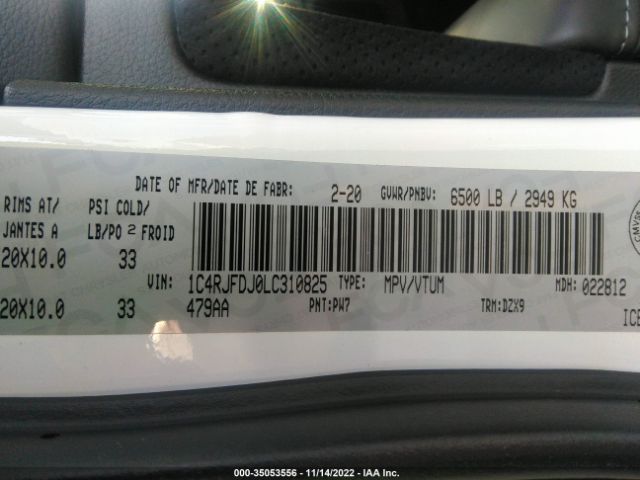 DATE OF MFR/DATE DE FABR: 2-20 GVWR/PNBV: 6500 LB / 2949 KG
RIMS AT/ PSI COLD/
JANTES A LB/PO 2 FROID
20X10.0 33
VIN: 1C4RJFDJ0LC310825 TYPE: MPV/VTUM MDH: 022812
20X10.0 33 479AA PNT:PW7 TRM:DZX9
ICE
000-35053556 - 11/14/2022 - IAA Inc.